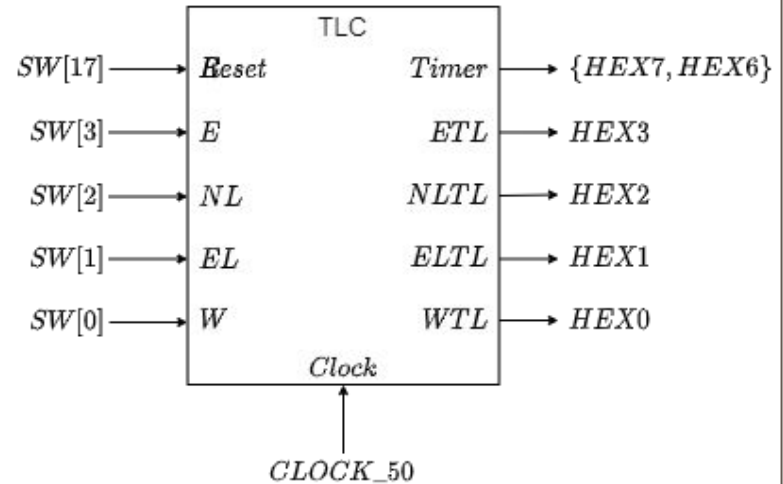 TLC
SW[17] Reset Timer {HEX7, HEX6}
SW[3] E ETL HEX3
SW[2] NL NLTL HEX2
SW[1] EL ELTL HEX1
SW[0] W WTL HEX0
Clock
CLOCK_50